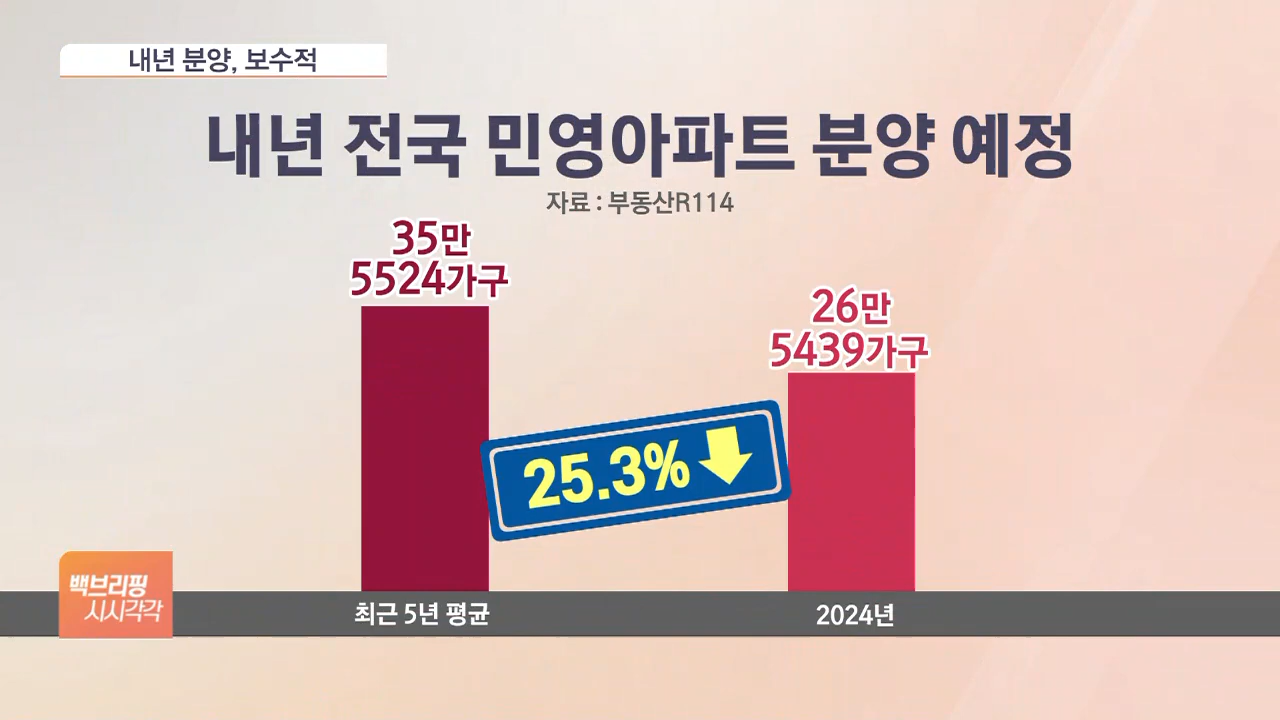 내년 분양, 보수적
내년 전국 민영아파트 분양 예정
자료 : 부동산R114
35만
5524가구
26만
5439가구
25.3%
백브리핑
시시각각
최근 5년 평균
2024년